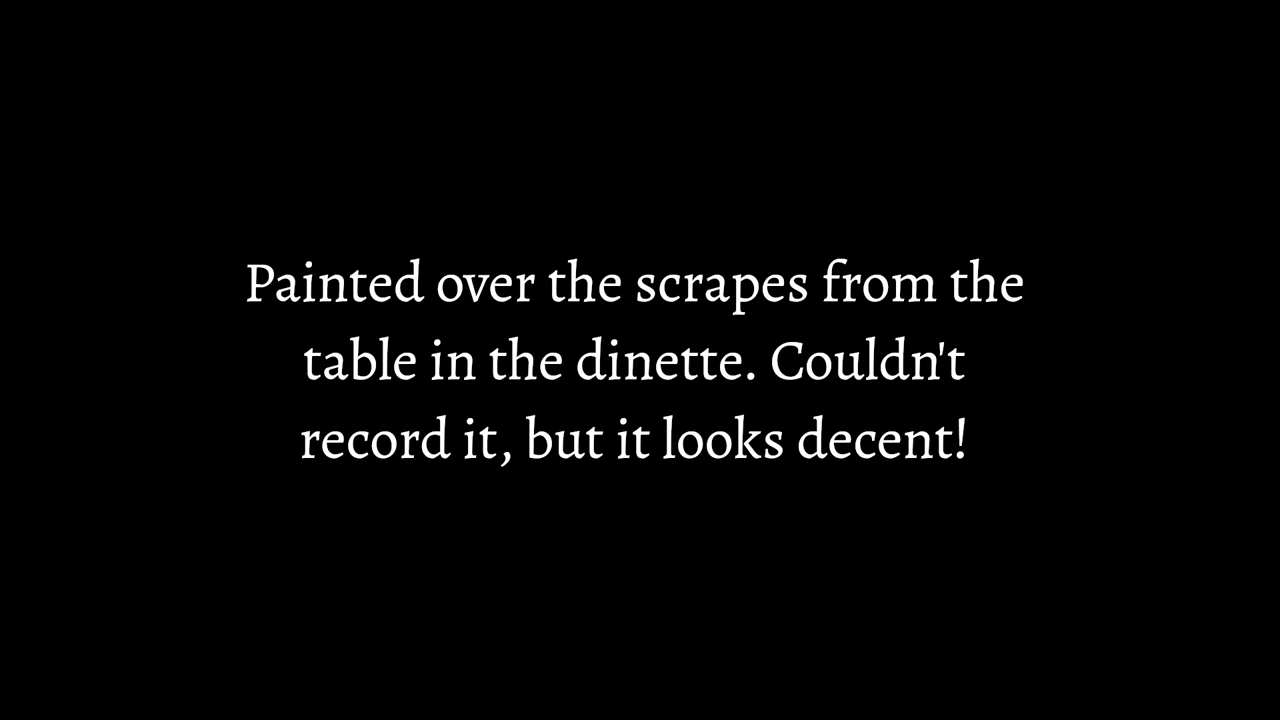 Painted over the scrapes from the
table in the dinette. Couldn't
record it, but it looks decent!